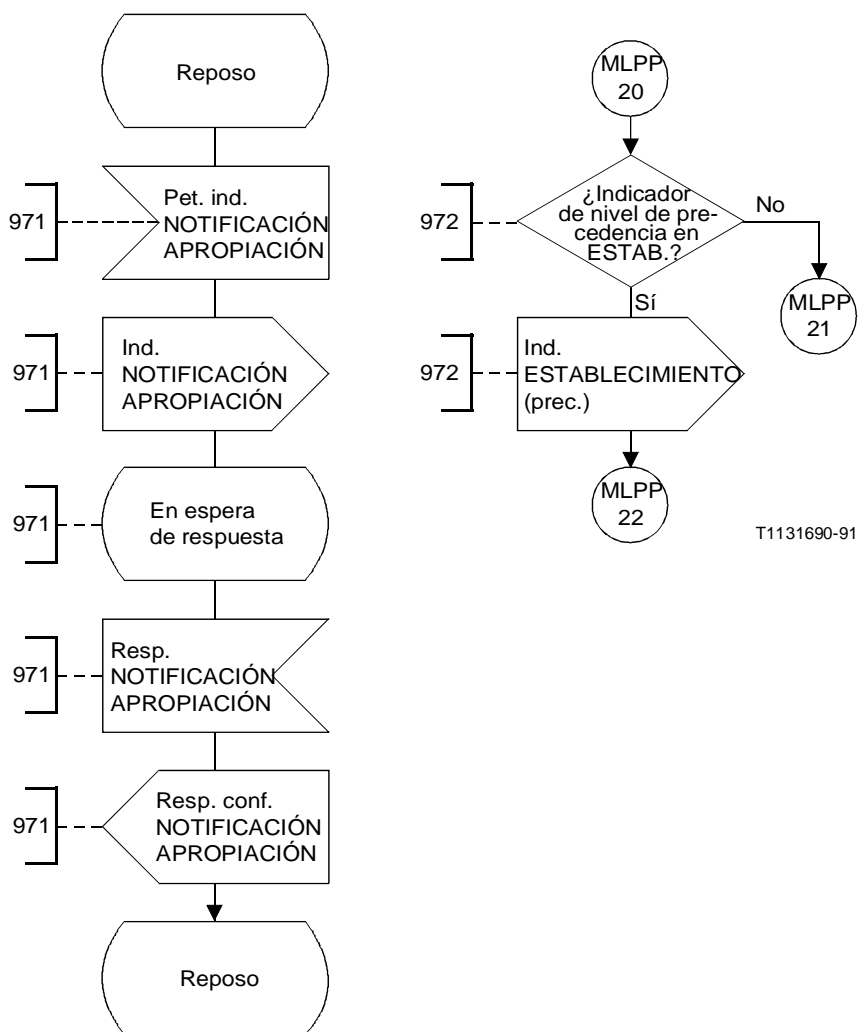 Reposo
971
Pet. ind.
NOTIFICACIÓN
APROPIACIÓN
971
Ind.
NOTIFICACIÓN
APROPIACIÓN
971
En espera
de respuesta
971
Resp.
NOTIFICACIÓN
APROPIACIÓN
971
Resp. conf.
NOTIFICACIÓN
APROPIACIÓN
Reposo
MLPP
20
972
¿Indicador
de nivel de pre-
cedencia en
ESTAB.?
No
MLPP
21
Sí
972
Ind.
ESTABLECIMIENTO
(prec.)
MLPP
22
T1131690-91